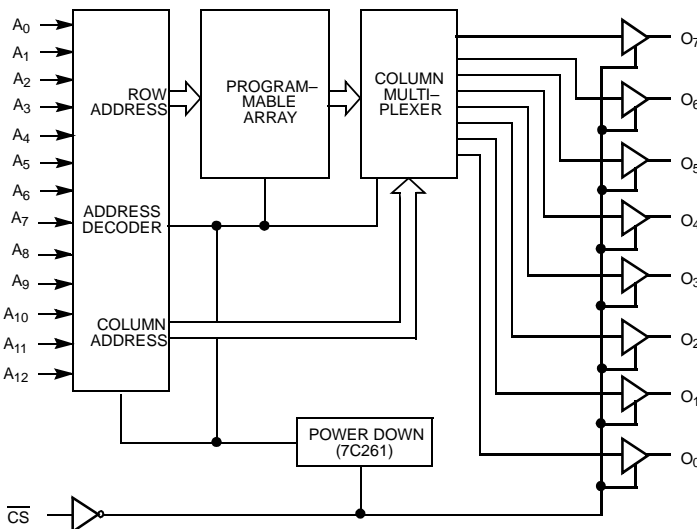 A0
A1
A2
A3
A4
A5
A6
A7
A8
A9
A10
A11
A12
ROW
ADDRESS
ADDRESS
DECODER
COLUMN
ADDRESS
PROGRAM–
MABLE
ARRAY
COLUMN
MULTI–
PLEXER
POWER DOWN
(7C261)
CS
O7
O6
O5
O4
O3
O2
O1
O0